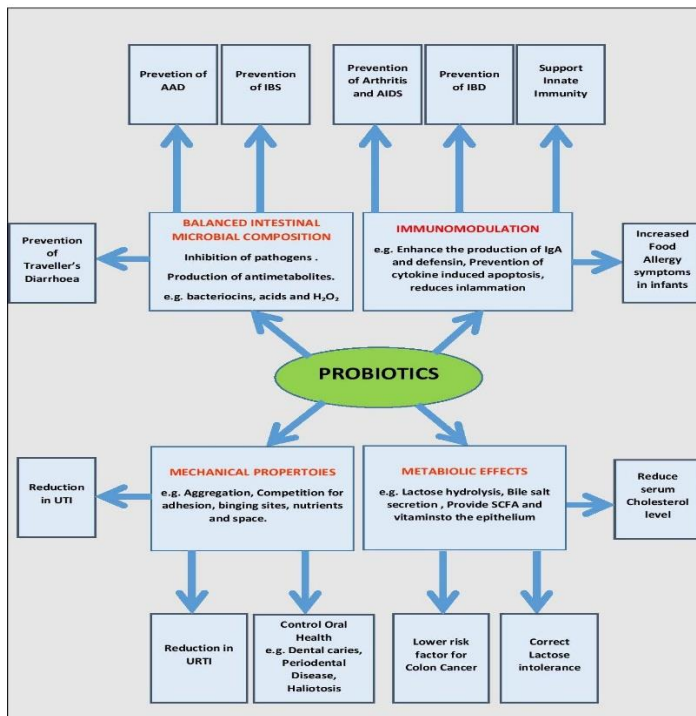 Prevetion of
AAD
Prevention
of IBS
Prevention
of Arthritis
and AIDS
Prevention
of IBD
Support
Innate
Immunity
BALANCED INTESTINAL
MICROBIAL COMPOSITION
Inhibition of pathogens .
Production of antimetabolites.
e.g. bacteriocins, acids and H₂O₂
IMMUNOMODULATION
e.g. Enhance the production of IgA
and defensin, Prevention of
cytokine induced apoptosis,
reduces inlammation
Prevention
of
Traveller's
Diarrhoea
Increased
Food
Allergy
symptoms
in infants
PROBIOTICS
MECHANICAL PROPERTOIES
e.g. Aggregation, Competition for
adhesion, binging sites, nutrients
and space.
METABOLIC EFFECTS
e.g. Lactose hydrolysis, Bile salt
secretion , Provide SCFA and
vitaminsto the epithelium
Reduction
in UTI
Reduce
serum
Cholesterol
level
Reduction in
URTI
Control Oral
Health
e.g. Dental caries,
Periodental
Disease,
Haliotosis
Lower risk
factor for
Colon Cancer
Correct
Lactose
intolerance